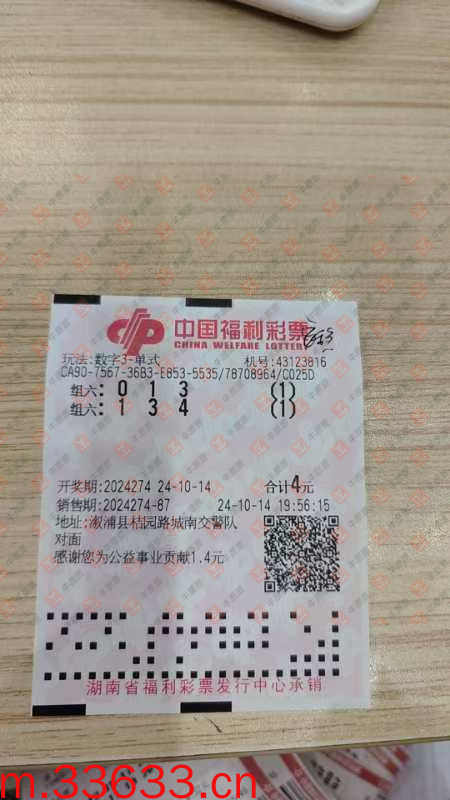 中国福利彩票
CHINA WELFARE LOTTERY
玩法:数字3-单式 机号:43123816
CA90-7567-36B3-E853-5535/78708964/C025D
组六: 0 1 3 (1)
组六: 1 3 4 (1)
开奖期:2024274 24-10-14 合计4元
销售期:2024274-87 24-10-14 19:56:15
地址:溆浦县桔园路城南交警队
对面
感谢您为公益事业贡献1.4元
湖南省福利彩票发行中心承销
m.33633.cn